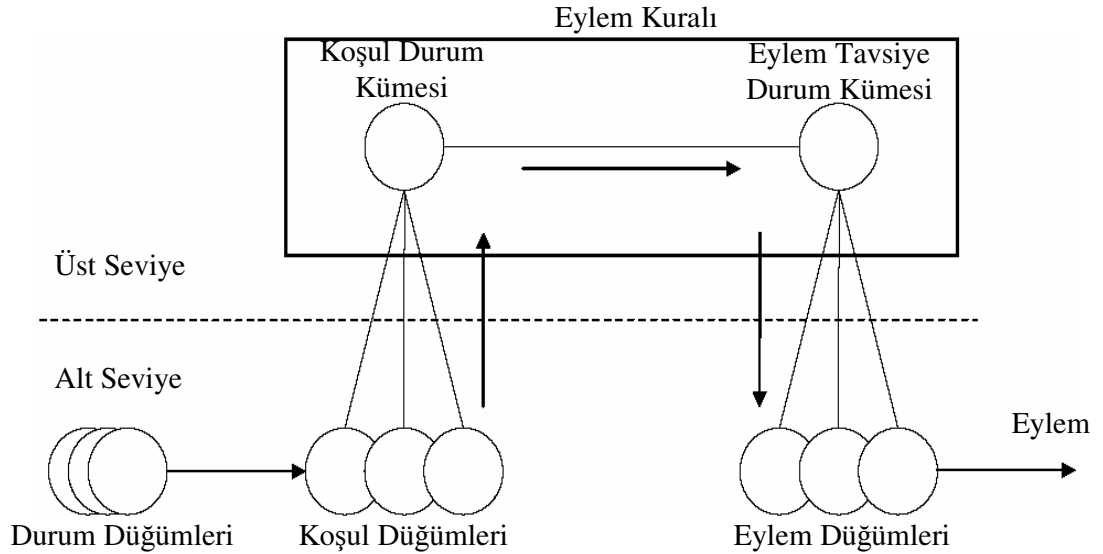 Eylem Kuralı
Koşul Durum
Kümesi
Eylem Tavsiye
Durum Kümesi
Üst Seviye
Alt Seviye
Eylem
Durum Düğümleri
Koşul Düğümleri
Eylem Düğümleri